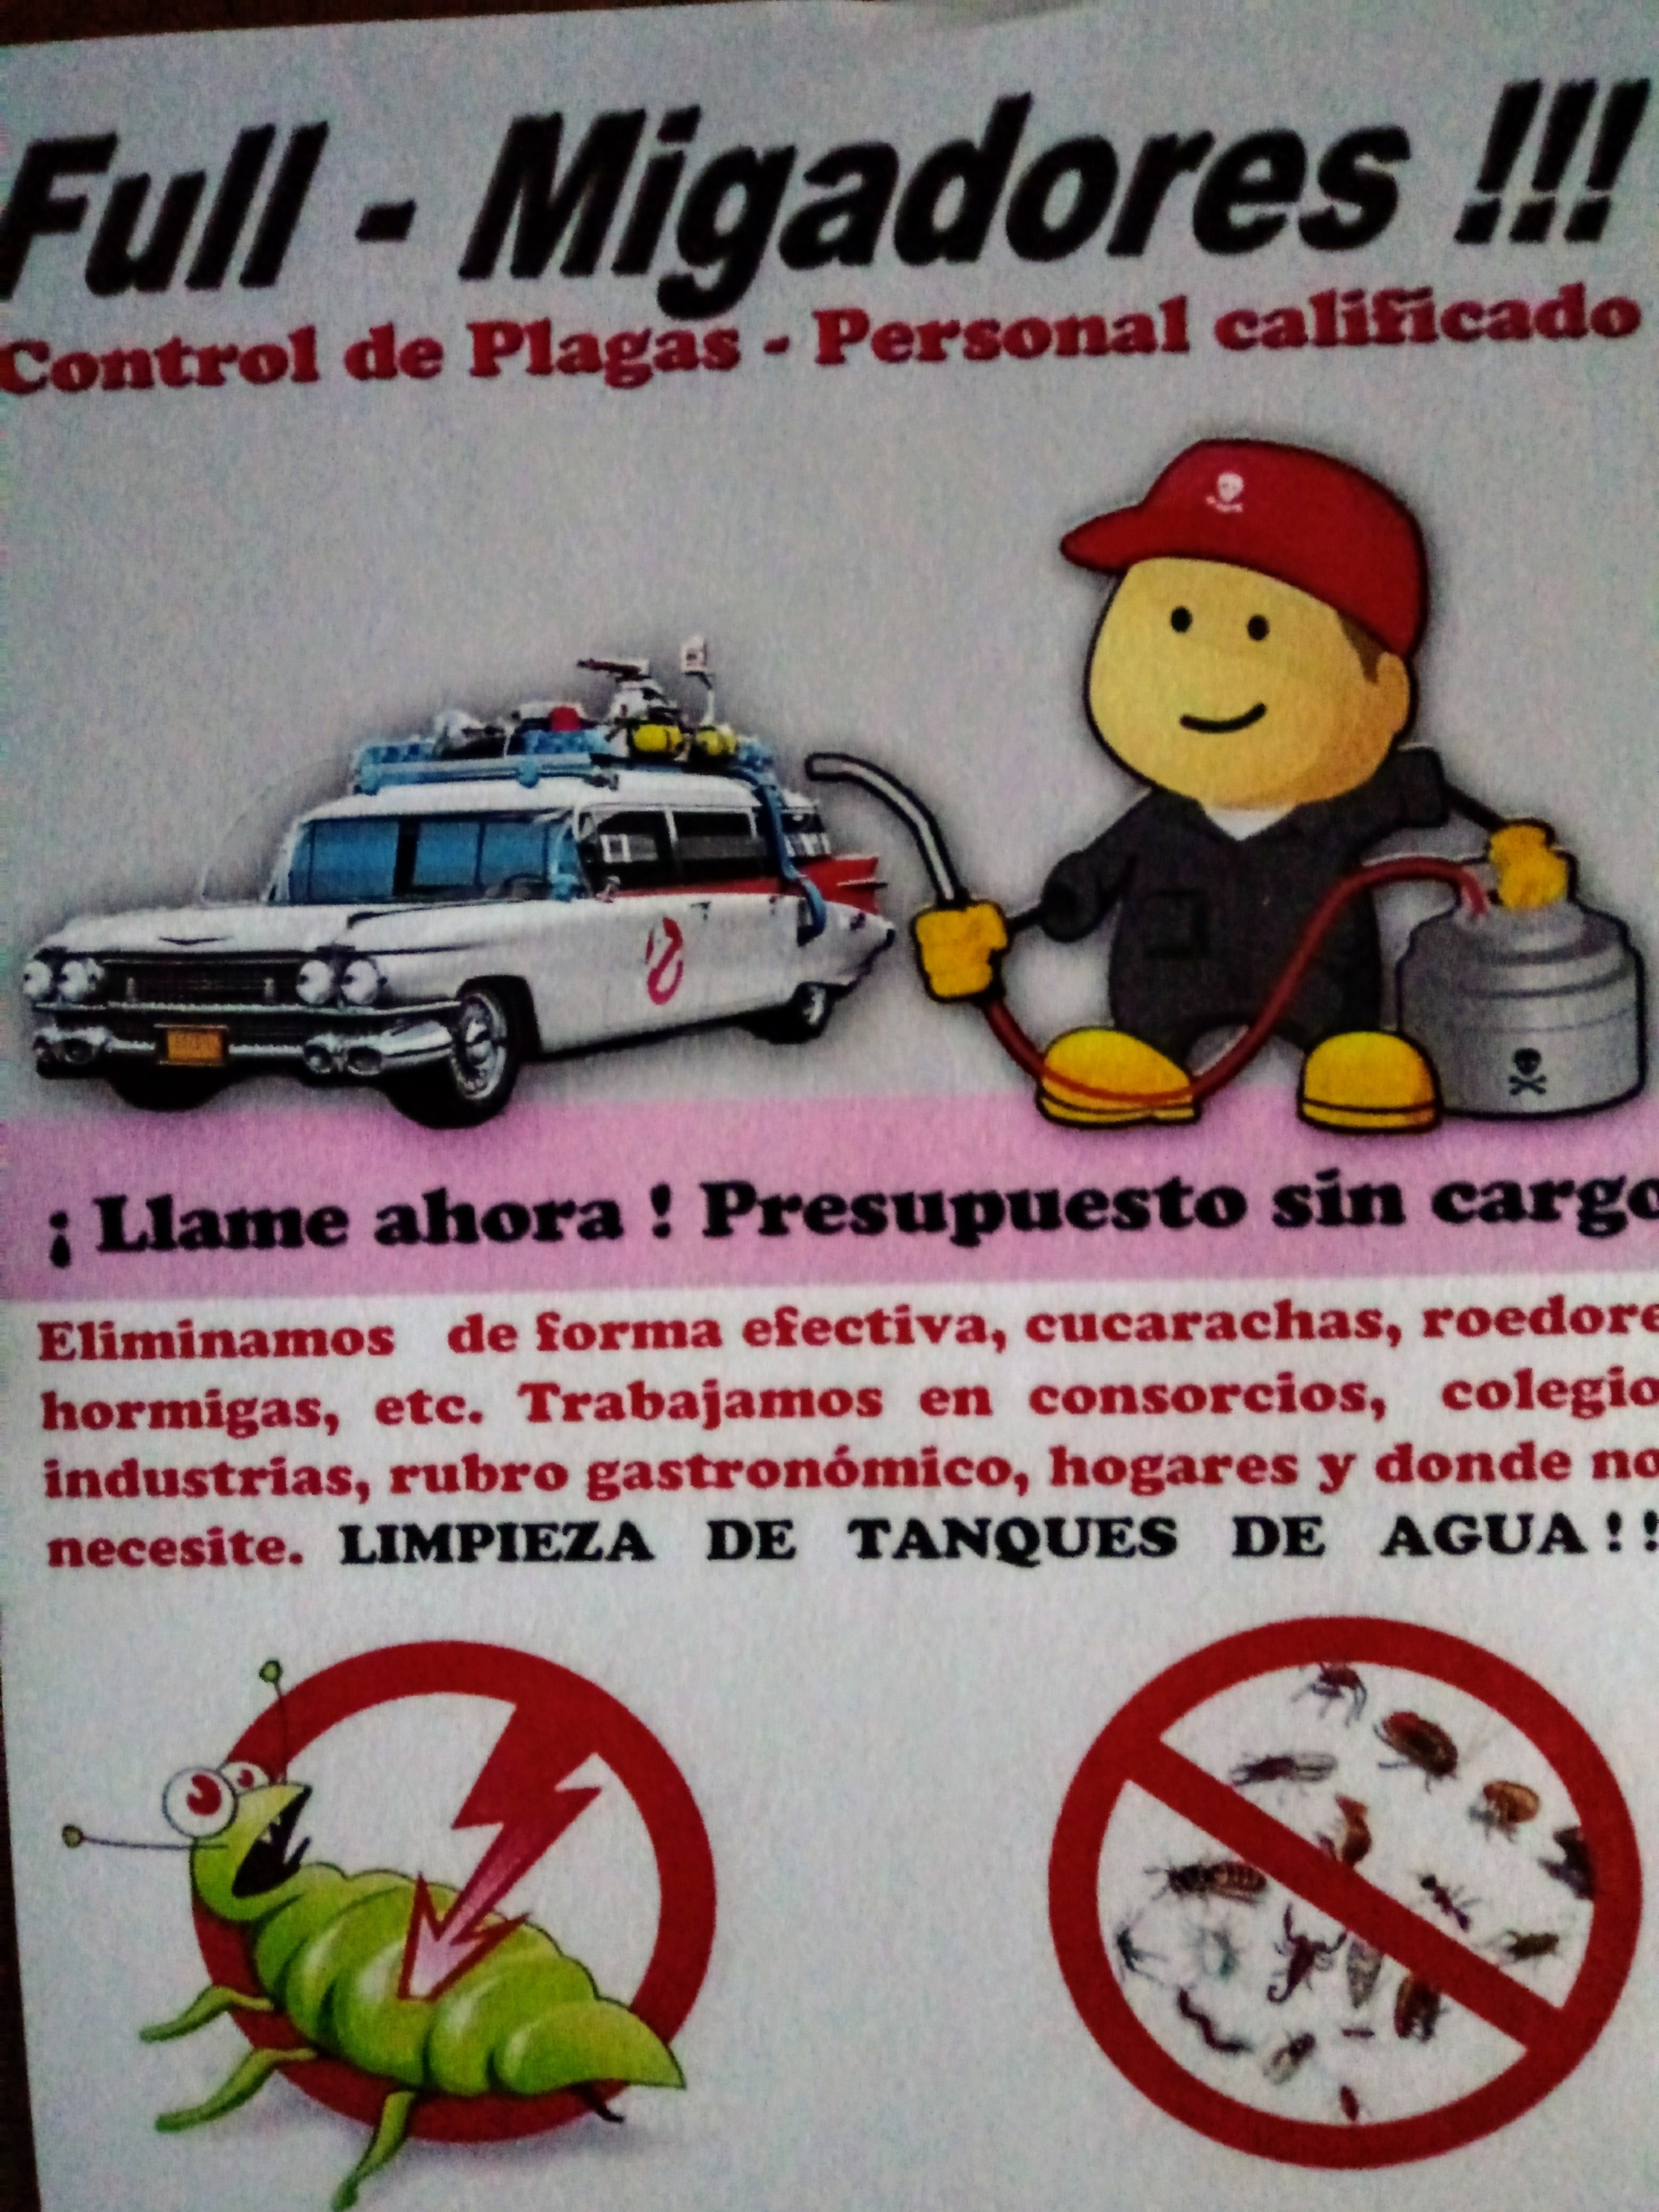 Full - Migadores !!!
Control de Plagas - Personal calificado
¡ Llame ahora ! Presupuesto sin cargo
Eliminamos de forma efectiva, cucarachas, roedore
hormigas, etc. Trabajamos en consorcios, colegio
industrias, rubro gastronómico, hogares y donde no
necesite. LIMPIEZA DE TANQUES DE AGUA!!